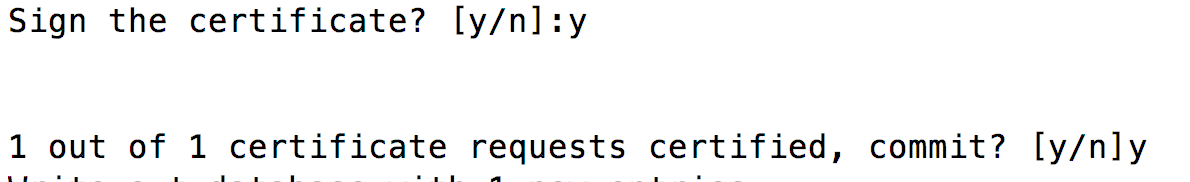 Sign the certificate? [y/n]:y
1 out of 1 certificate requests certified, commit? [y/n]y